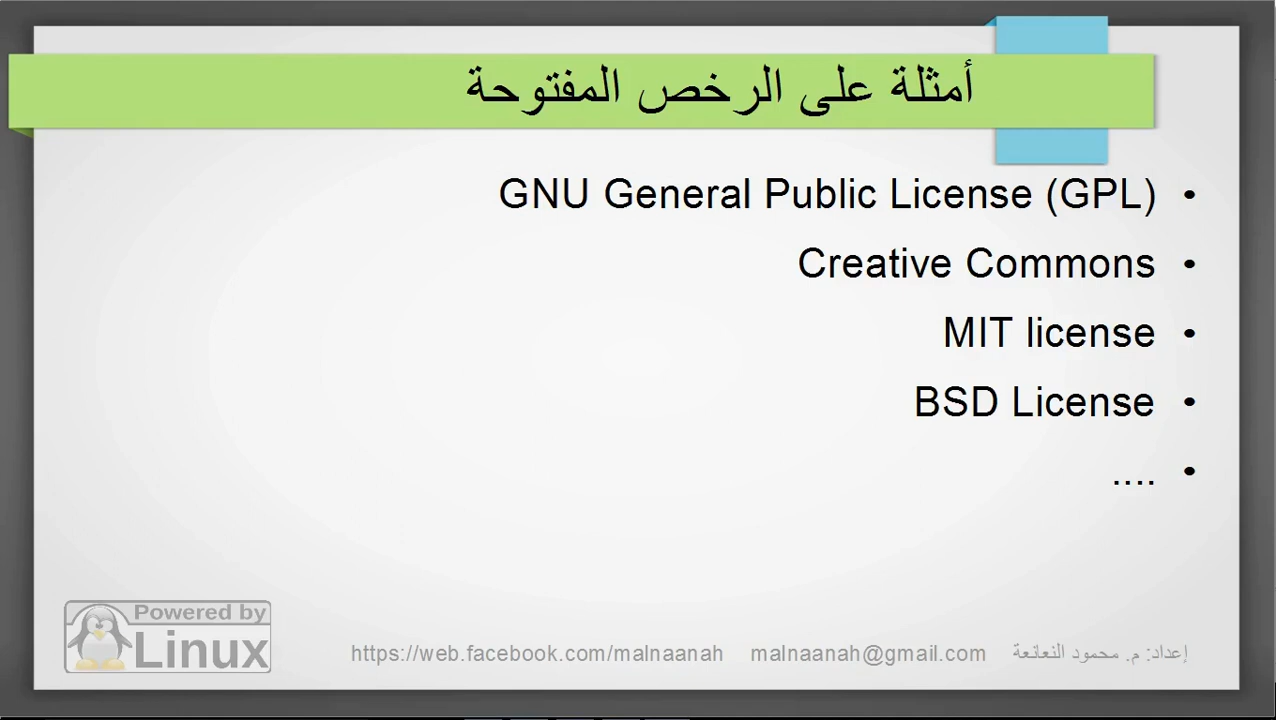 أمثلة على الرخص المفتوحة
• GNU General Public License (GPL)
• Creative Commons
• MIT license
• BSD License
• ....
Powered by
Linux
إعداد: م. محمود النعانعة malnaanah@gmail.com https://web.facebook.com/malnaanah